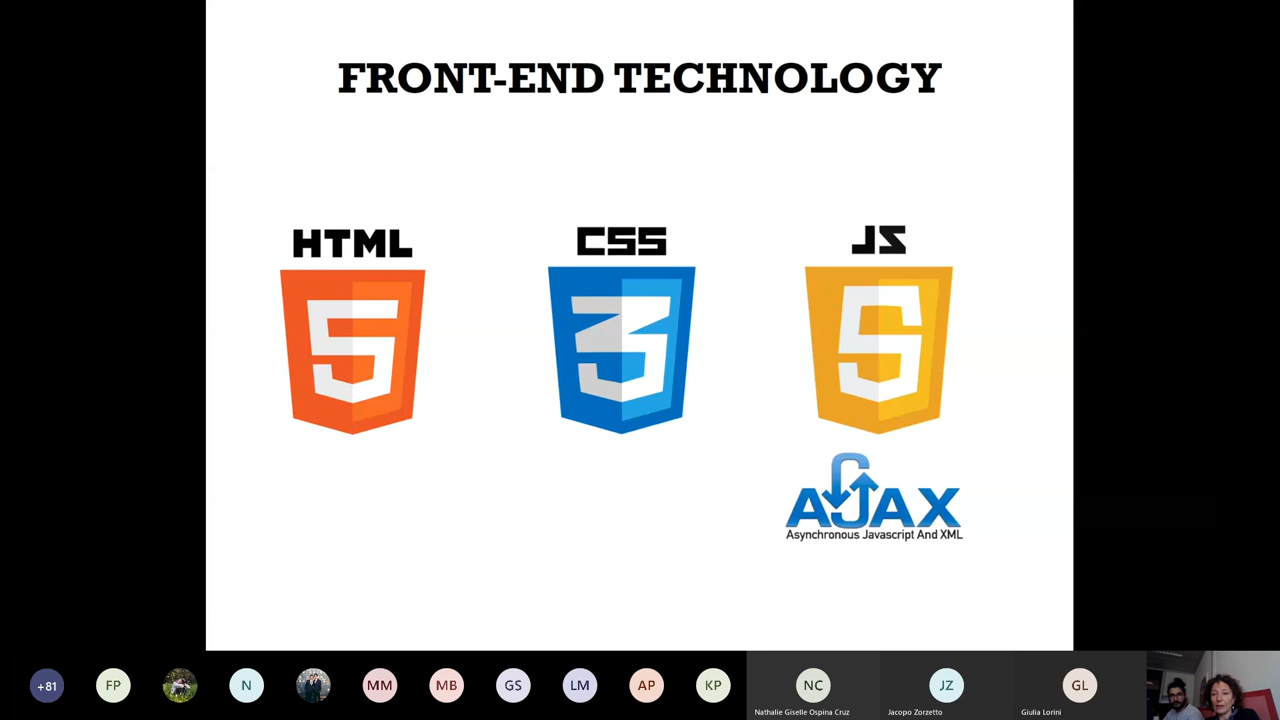 FRONT-END TECHNOLOGY
HTML
CSS
JS
5
3
5
AJAX
Asynchronous Javascript And XML
+81
FP
N
MM
MB
GS
LM
AP
KP
NC
JZ
GL
Nathalie Giselle Ospina Cruz
Jacopo Zorzetto
Giulia Lorini